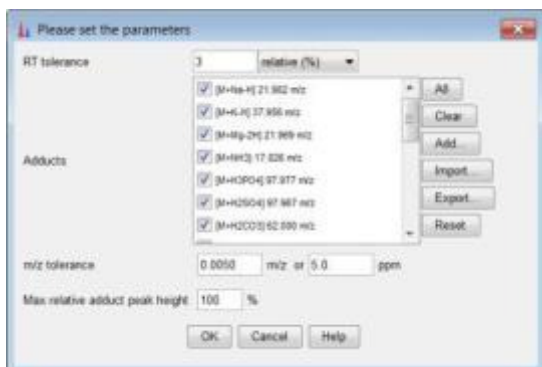 Please set the parameters
RT tolerance 3 relative (%)
[M+Na-H] 21.982 m/z
[M+K-H] 37.956 m/z
[M+Mg-2H] 21.969 m/z
[M+NH3] 17.026 m/z
[M+H3PO4] 97.977 m/z
[M+H2SO4] 97.967 m/z
[M+H2CO3] 62.000 m/z
Adducts
All
Clear
Add...
Import...
Export...
Reset
m/z tolerance 0.0050 m/z or 5.0 ppm
Max relative adduct peak height 100 %
OK Cancel Help